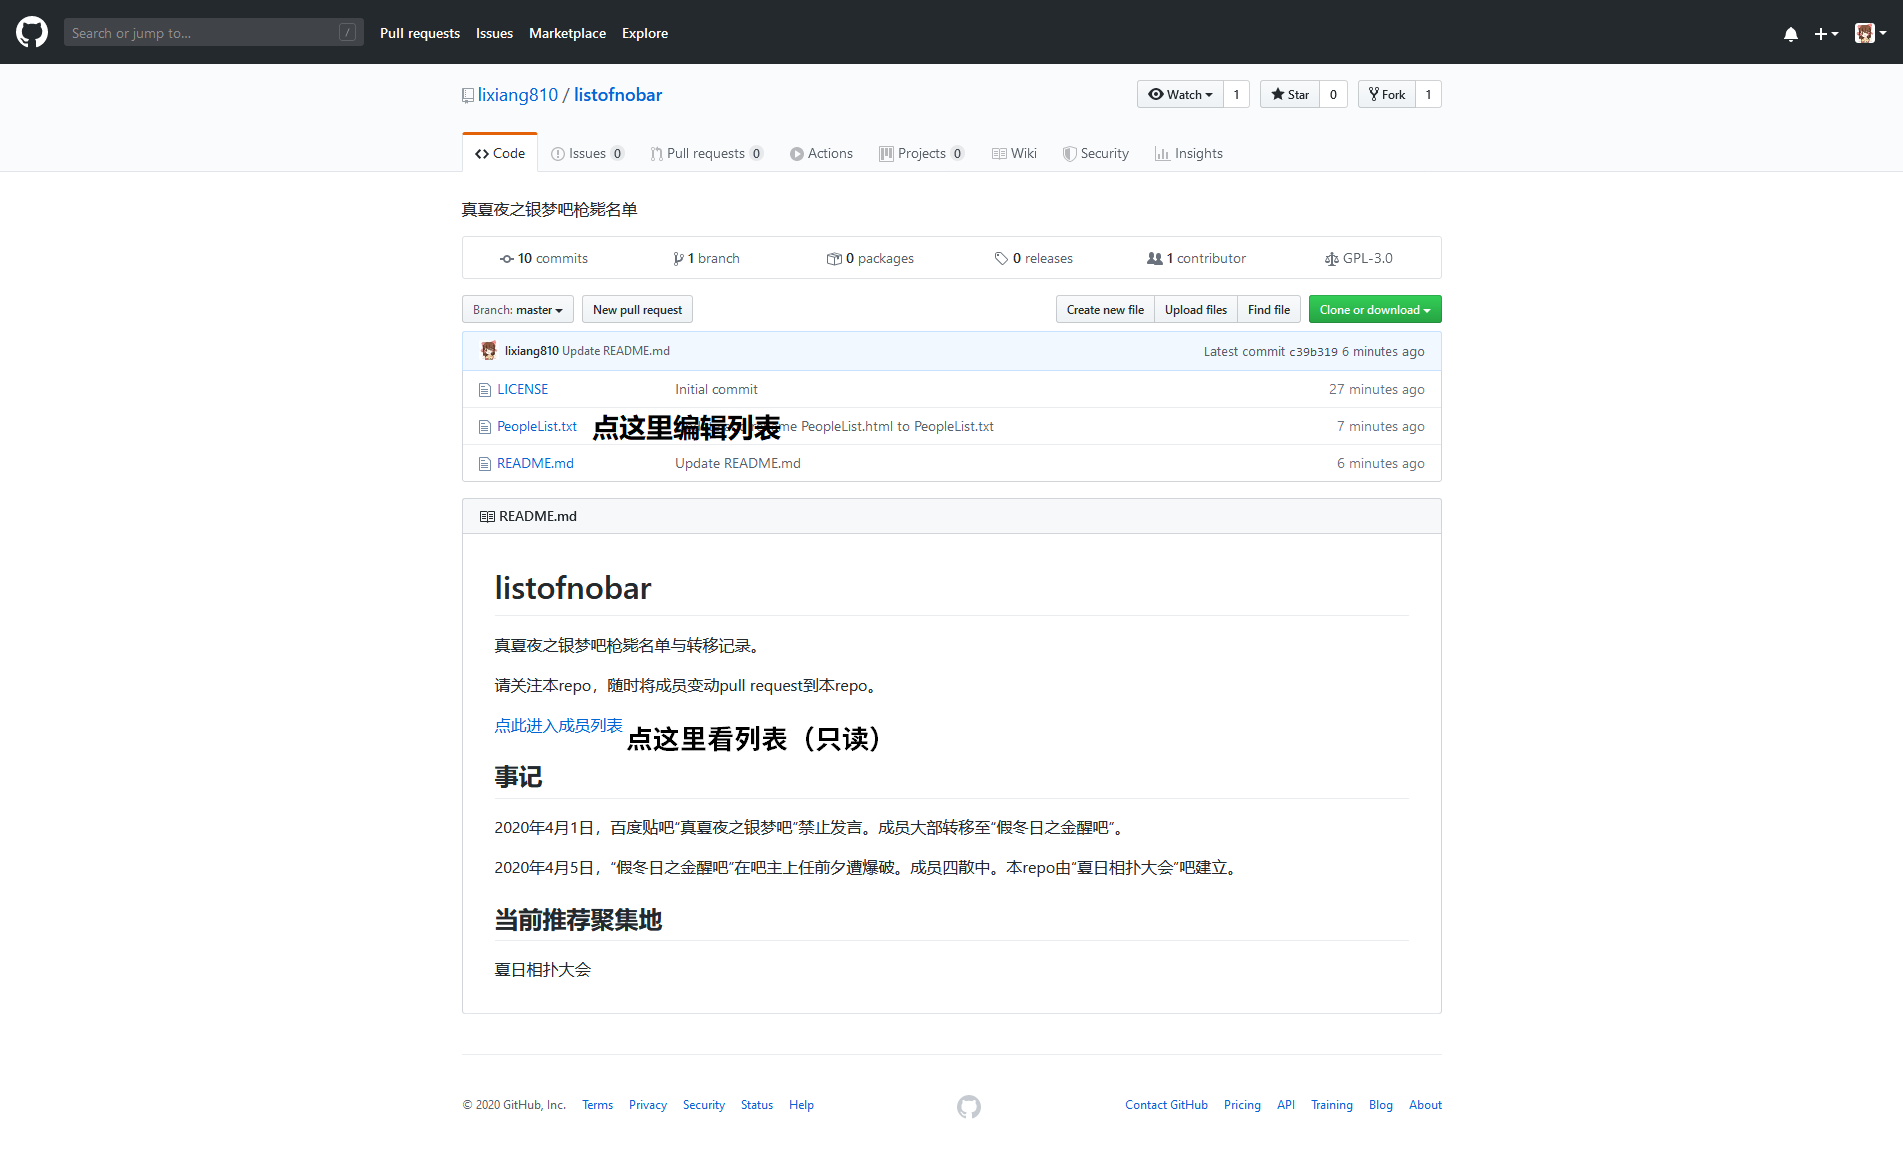 Search or jump to...
/
Pull requests Issues Marketplace Explore
lixiang810 / listofnobar
Watch 1 Star 0 Fork 1
Code Issues 0 Pull requests 0 Actions Projects 0 Wiki Security Insights
真夏夜之银梦吧枪毙名单
10 commits 1 branch 0 packages 0 releases 1 contributor GPL-3.0
Branch: master New pull request Create new file Upload files Find file Clone or download
lixiang810 Update README.md Latest commit c39b319 6 minutes ago
LICENSE Initial commit 27 minutes ago
PeopleList.txt 点这里编辑列表 PeopleList.html to PeopleList.txt 7 minutes ago
README.md Update README.md 6 minutes ago
README.md
listofnobar
真夏夜之银梦吧枪毙名单与转移记录。
请关注本repo，随时将成员变动pull request到本repo。
点此进入成员列表 点这里看列表（只读）
事记
2020年4月1日，百度贴吧“真夏夜之银梦吧”禁止发言。成员大部转移至“假冬日之金醒吧”。
2020年4月5日，“假冬日之金醒吧”在吧主上任前夕遭爆破。成员四散中。本repo由“夏日相扑大会”吧建立。
当前推荐聚集地
夏日相扑大会
© 2020 GitHub, Inc. Terms Privacy Security Status Help Contact GitHub Pricing API Training Blog About